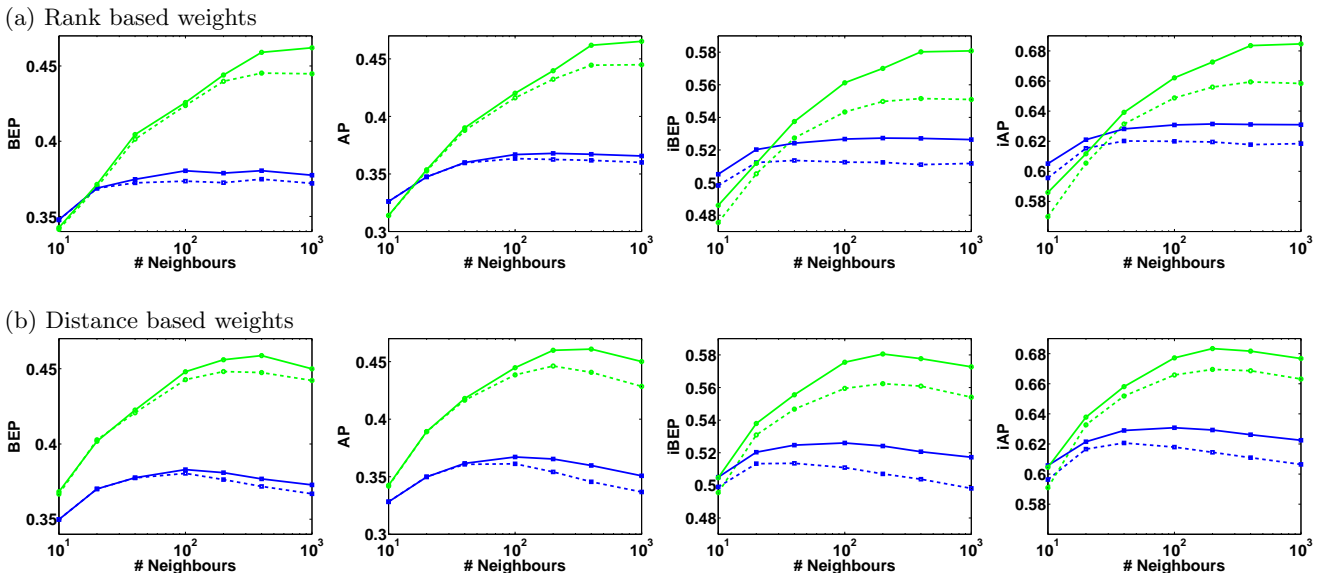 (a) Rank based weights
BEP
0.45
0.4
0.35
10^1 10^2 10^3
# Neighbours
AP
0.45
0.4
0.35
0.3
10^1 10^2 10^3
# Neighbours
iBEP
0.58
0.56
0.54
0.52
0.5
0.48
10^1 10^2 10^3
# Neighbours
iAP
0.68
0.66
0.64
0.62
0.6
0.58
10^1 10^2 10^3
# Neighbours
(b) Distance based weights
BEP
0.45
0.4
0.35
10^1 10^2 10^3
# Neighbours
AP
0.45
0.4
0.35
0.3
10^1 10^2 10^3
# Neighbours
iBEP
0.58
0.56
0.54
0.52
0.5
0.48
10^1 10^2 10^3
# Neighbours
iAP
0.68
0.66
0.64
0.62
0.6
0.58
10^1 10^2 10^3
# Neighbours